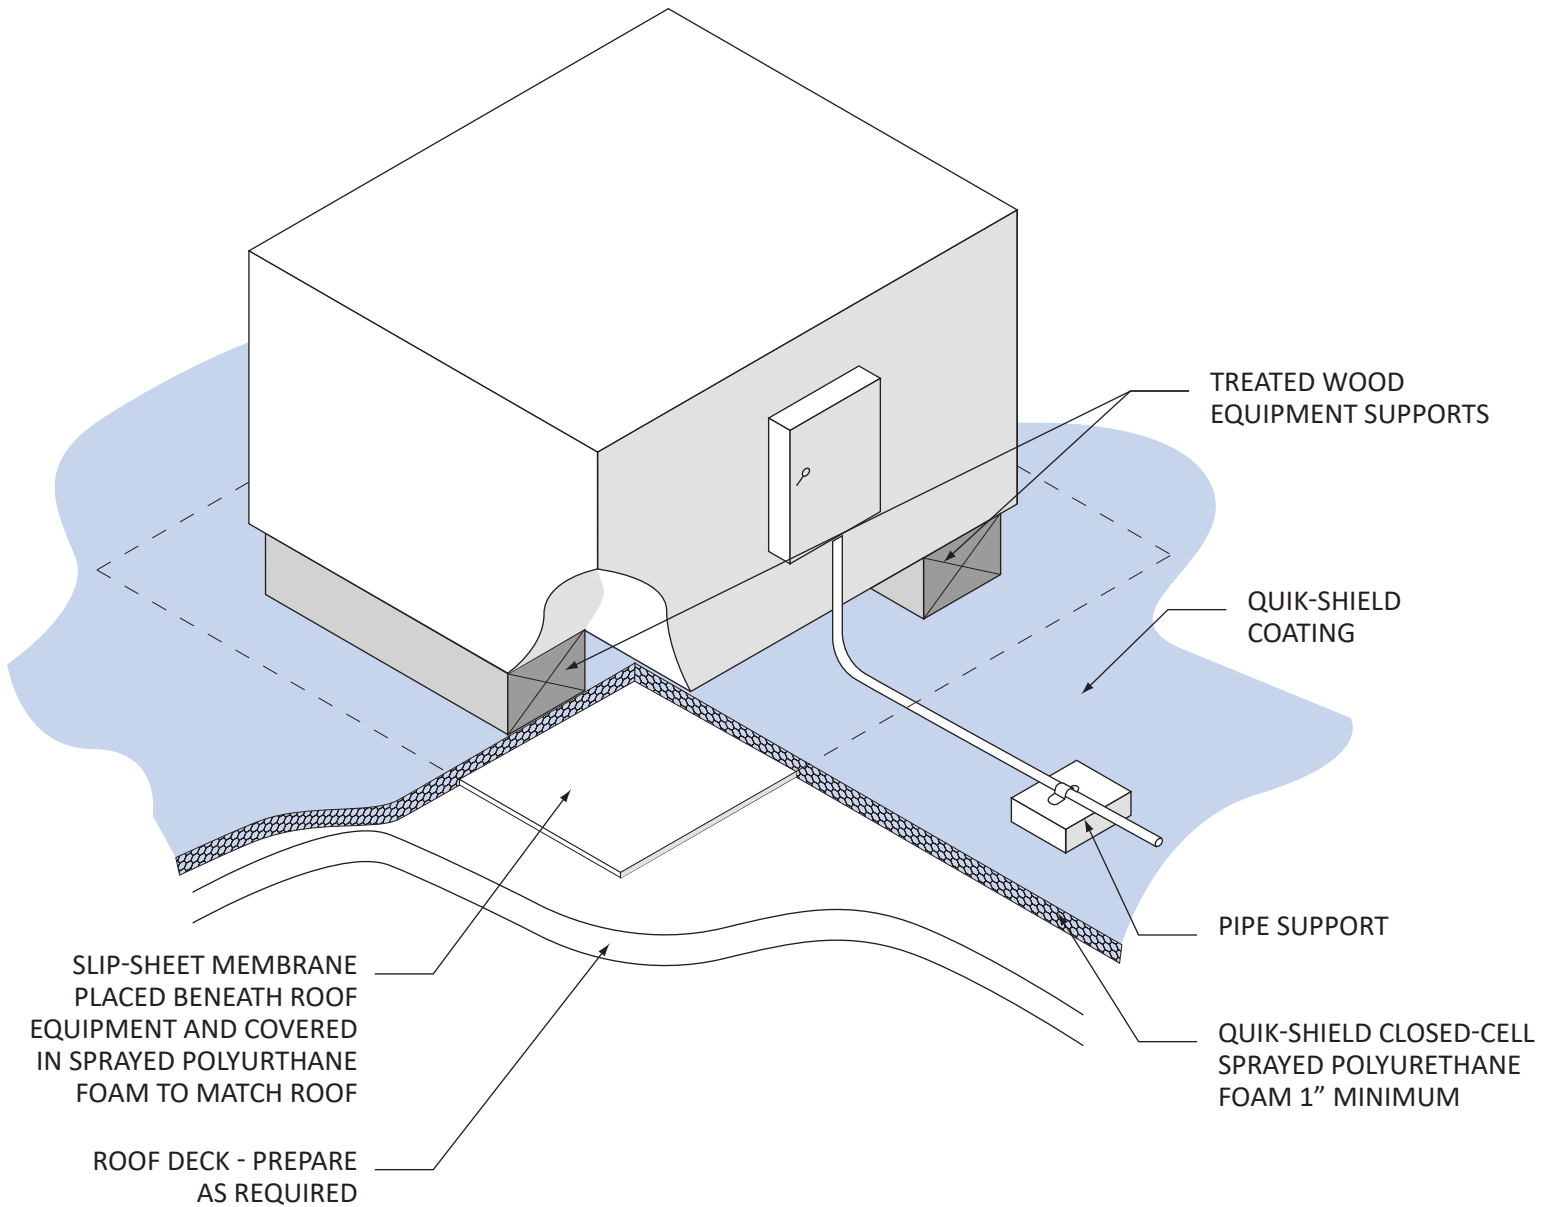 TREATED WOOD
EQUIPMENT SUPPORTS
QUIK-SHIELD
COATING
PIPE SUPPORT
SLIP-SHEET MEMBRANE
PLACED BENEATH ROOF
EQUIPMENT AND COVERED
IN SPRAYED POLYURTHANE
FOAM TO MATCH ROOF
QUIK-SHIELD CLOSED-CELL
SPRAYED POLYURETHANE
FOAM 1” MINIMUM
ROOF DECK - PREPARE
AS REQUIRED